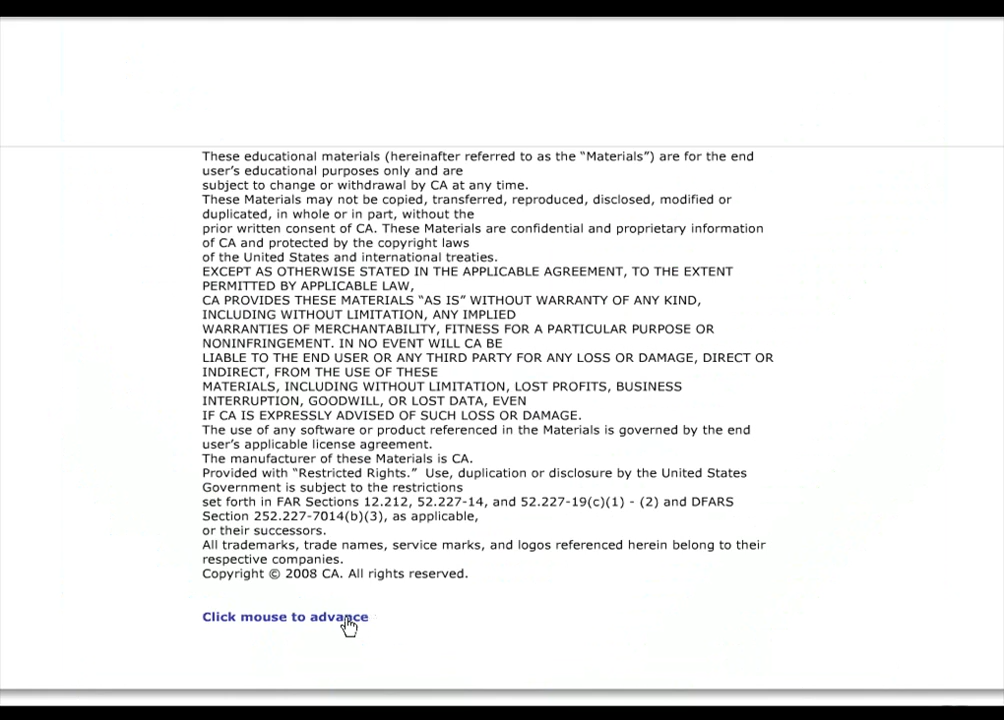 These educational materials (hereinafter referred to as the “Materials”) are for the end
user’s educational purposes only and are
subject to change or withdrawal by CA at any time.
These Materials may not be copied, transferred, reproduced, disclosed, modified or
duplicated, in whole or in part, without the
prior written consent of CA. These Materials are confidential and proprietary information
of CA and protected by the copyright laws
of the United States and international treaties.
EXCEPT AS OTHERWISE STATED IN THE APPLICABLE AGREEMENT, TO THE EXTENT
PERMITTED BY APPLICABLE LAW,
CA PROVIDES THESE MATERIALS “AS IS” WITHOUT WARRANTY OF ANY KIND,
INCLUDING WITHOUT LIMITATION, ANY IMPLIED
WARRANTIES OF MERCHANTABILITY, FITNESS FOR A PARTICULAR PURPOSE OR
NONINFRINGEMENT. IN NO EVENT WILL CA BE
LIABLE TO THE END USER OR ANY THIRD PARTY FOR ANY LOSS OR DAMAGE, DIRECT OR
INDIRECT, FROM THE USE OF THESE
MATERIALS, INCLUDING WITHOUT LIMITATION, LOST PROFITS, BUSINESS
INTERRUPTION, GOODWILL, OR LOST DATA, EVEN
IF CA IS EXPRESSLY ADVISED OF SUCH LOSS OR DAMAGE.
The use of any software or product referenced in the Materials is governed by the end
user’s applicable license agreement.
The manufacturer of these Materials is CA.
Provided with “Restricted Rights.” Use, duplication or disclosure by the United States
Government is subject to the restrictions
set forth in FAR Sections 12.212, 52.227-14, and 52.227-19(c)(1) - (2) and DFARS
Section 252.227-7014(b)(3), as applicable,
or their successors.
All trademarks, trade names, service marks, and logos referenced herein belong to their
respective companies.
Copyright © 2008 CA. All rights reserved.
Click mouse to advance